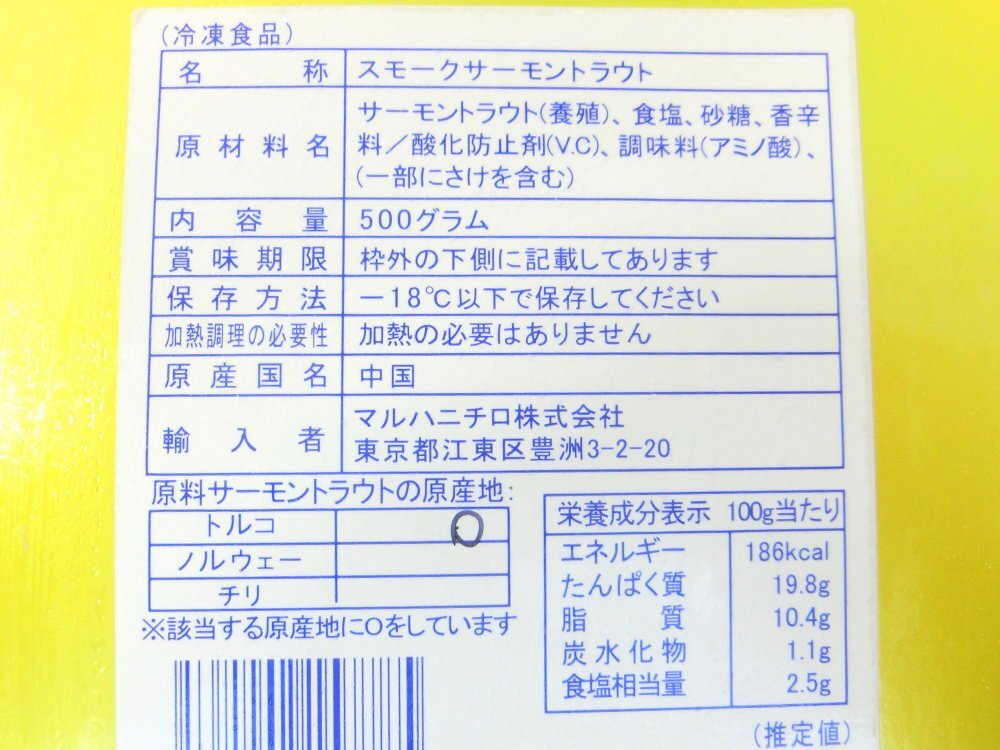 (冷凍食品)
名称 スモークサーモントラウト
原材料名 サーモントラウト(養殖)、食塩、砂糖、香辛
料／酸化防止剤(V.C)、調味料(アミノ酸)、
(一部にさけを含む)
内容量 500グラム
賞味期限 枠外の下側に記載してあります
保存方法 －18℃以下で保存してください
加熱調理の必要性 加熱の必要はありません
原産国名 中国
輸入者 マルハニチロ株式会社
東京都江東区豊洲3-2-20
原料サーモントラウトの原産地:
トルコ O
ノルウェー
チリ
※該当する原産地にOをしています
栄養成分表示 100g当たり
エネルギー 186kcal
たんぱく質 19.8g
脂質 10.4g
炭水化物 1.1g
食塩相当量 2.5g
(推定値)